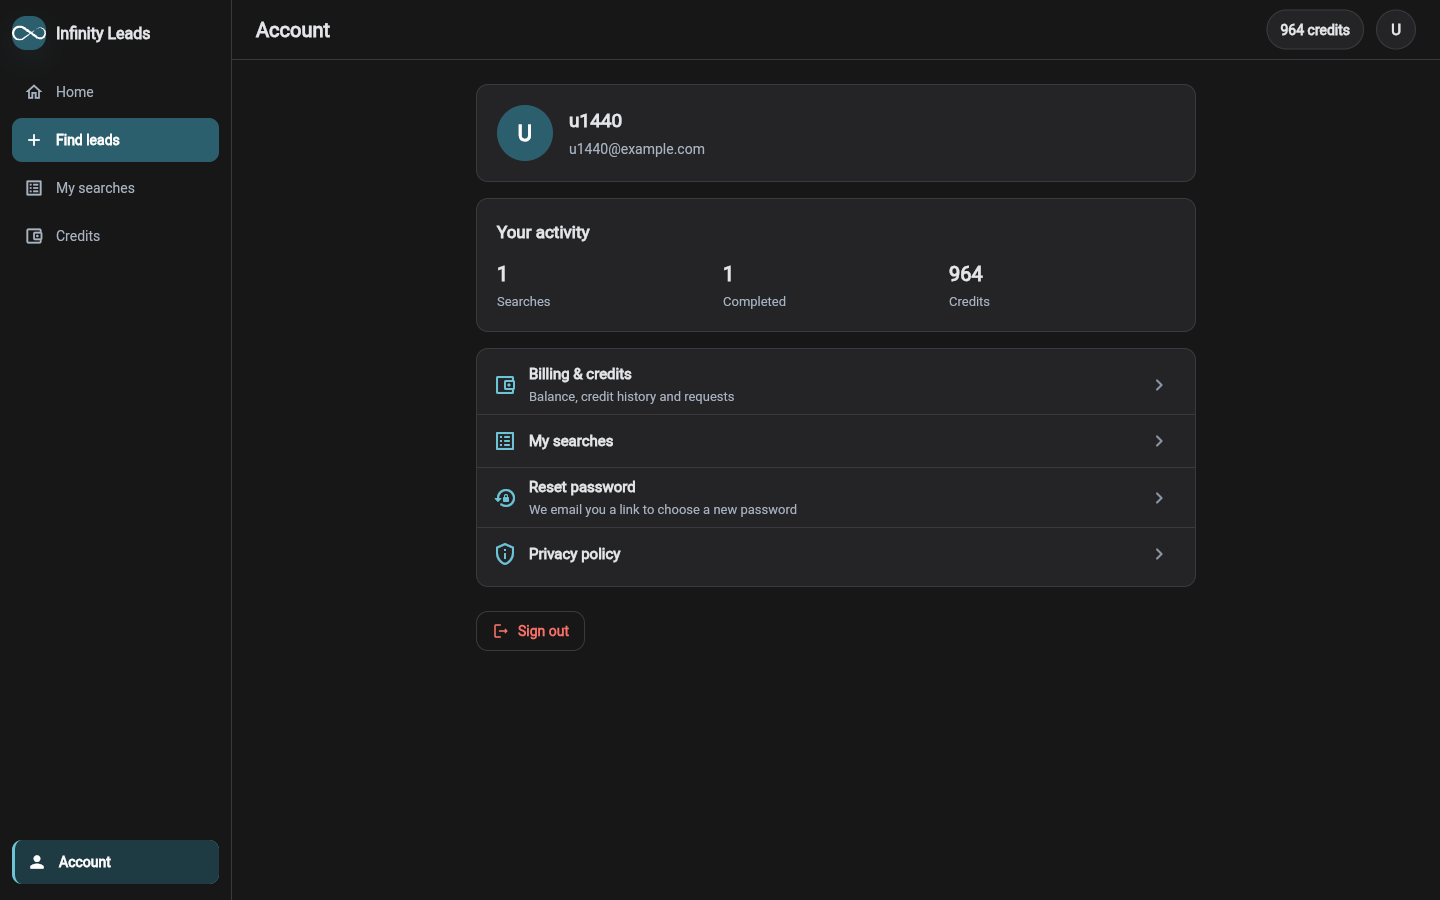 Infinity Leads
Account
964 credits
U
Home
Find leads
My searches
Credits
U
u1440
u1440@example.com
Your activity
1
Searches
1
Completed
964
Credits
Billing & credits
Balance, credit history and requests
My searches
Reset password
We email you a link to choose a new password
Privacy policy
Sign out
Account